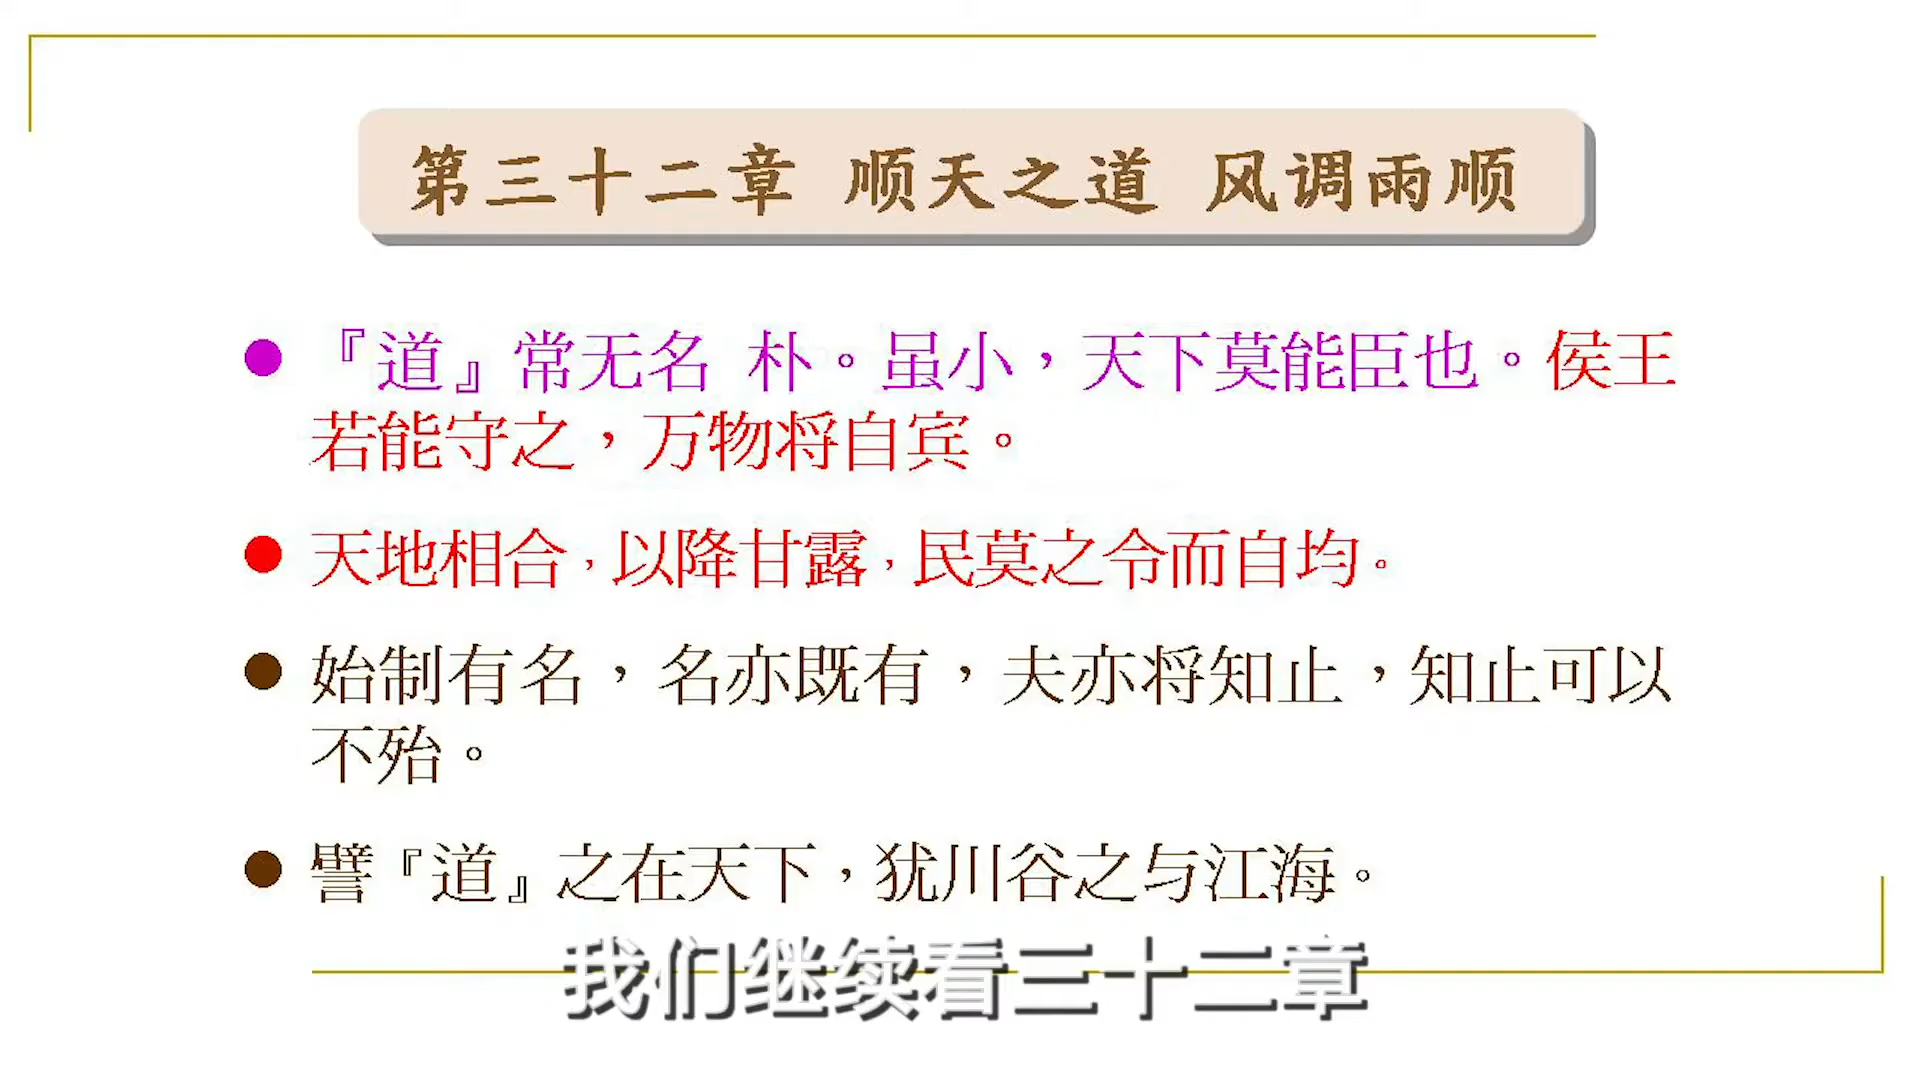 第三十二章 顺天之道 风调雨顺
『道』常无名 朴。虽小，天下莫能臣也。侯王
若能守之，万物将自宾。
天地相合，以降甘露，民莫之令而自均。
始制有名，名亦既有，夫亦将知止，知止可以
不殆。
譬『道』之在天下，犹川谷之与江海。
我们继续看三十二章